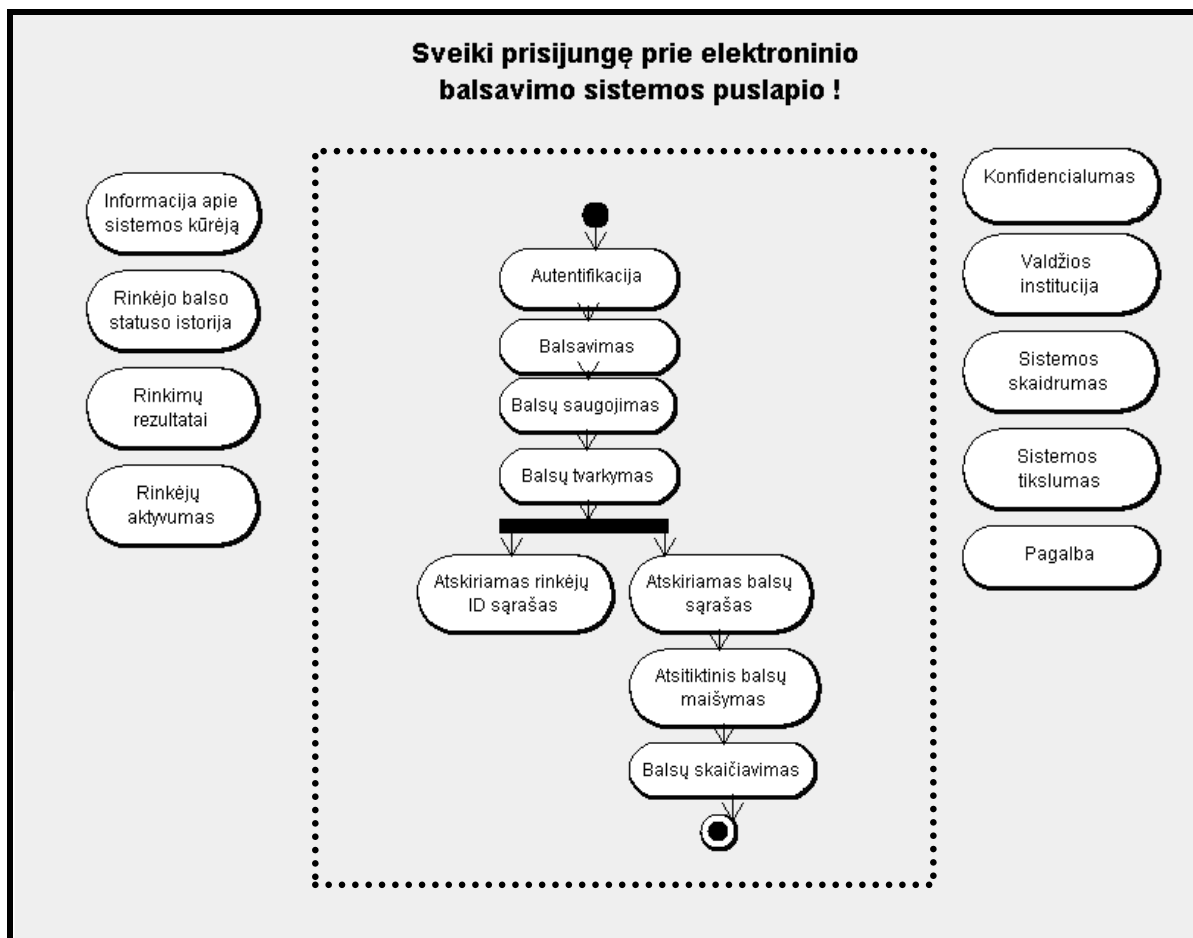 Sveiki prisijungę prie elektroninio
balsavimo sistemos puslapio !
Informacija apie
sistemos kūrėją
Rinkėjo balso
statuso istorija
Rinkimų
rezultatai
Rinkėjų
aktyvumas
Autentifikacija
Balsavimas
Balsų saugojimas
Balsų tvarkymas
Atskiriamas rinkėjų
ID sąrašas
Atskiriamas balsų
sąrašas
Atsitiktinis balsų
maišymas
Balsų skaičiavimas
Konfidencialumas
Valdžios
institucija
Sistemos
skaidrumas
Sistemos
tikslumas
Pagalba